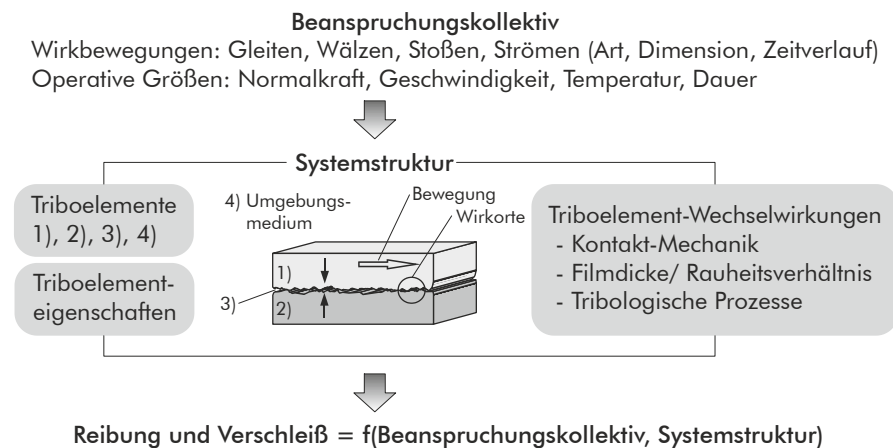 Beanspruchungskollektiv
Wirkbewegungen: Gleiten, Wälzen, Stoßen, Strömen (Art, Dimension, Zeitverlauf)
Operative Größen: Normalkraft, Geschwindigkeit, Temperatur, Dauer
Systemstruktur
Triboelemente
1), 2), 3), 4)
Triboelement-
eigenschaften
4) Umgebungs-
medium
Bewegung
Wirkorte
1)
2)
3)
Triboelement-Wechselwirkungen
- Kontakt-Mechanik
- Filmdicke/ Rauheitsverhältnis
- Tribologische Prozesse
Reibung und Verschleiß = f(Beanspruchungskollektiv, Systemstruktur)